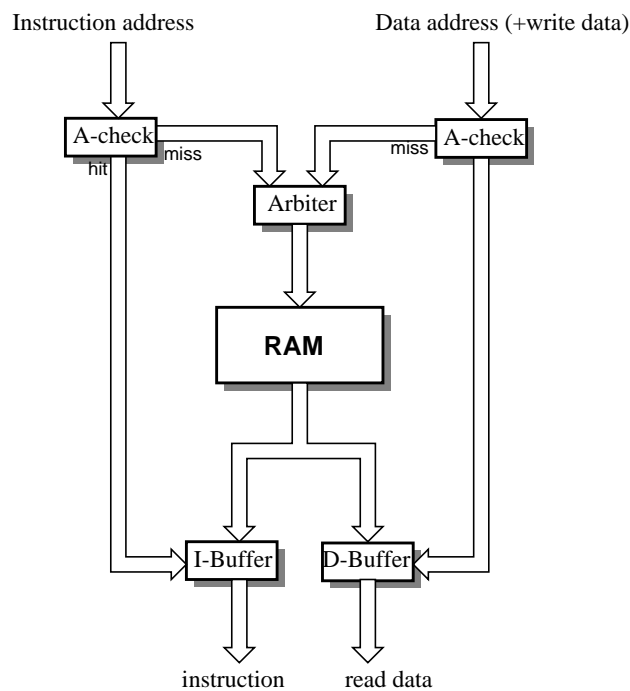 Instruction address
Data address (+write data)
A-check
A-check
hit
miss
miss
Arbiter
RAM
I-Buffer
D-Buffer
instruction
read data